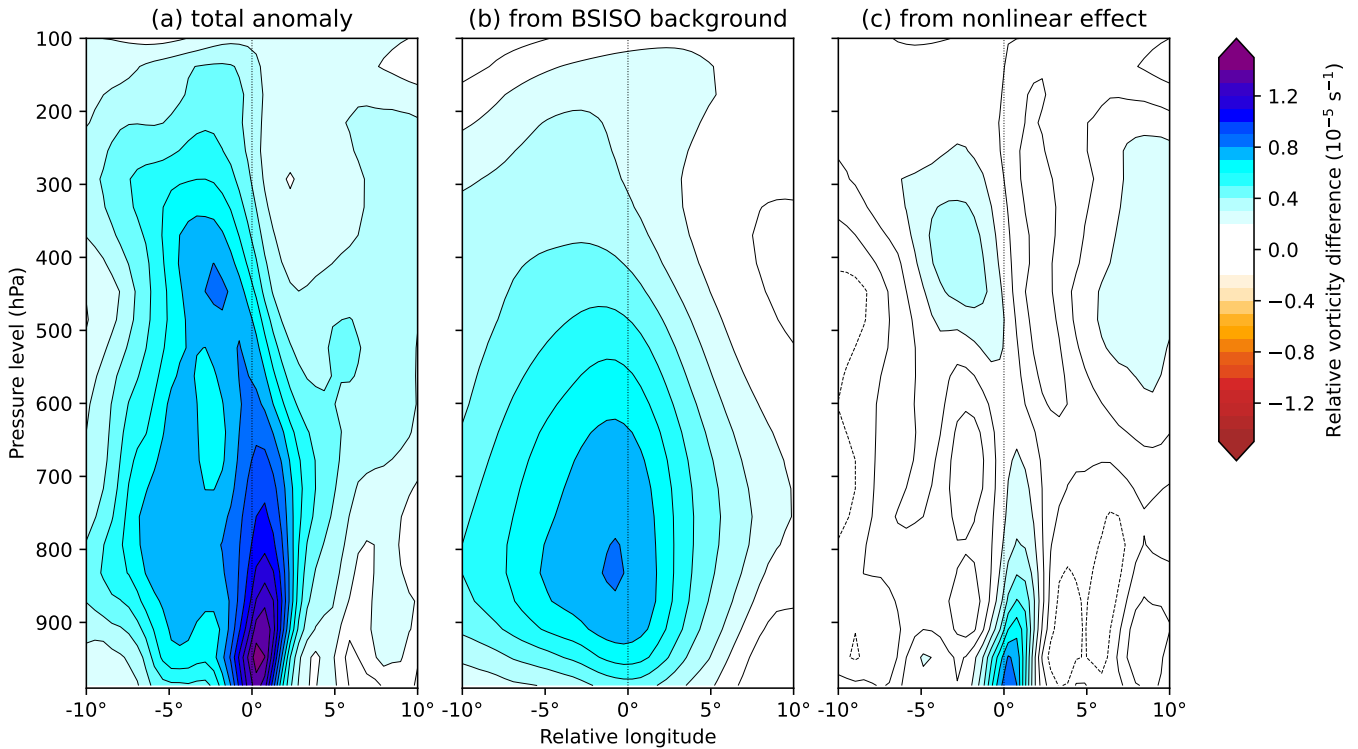 (a) total anomaly
(b) from BSISO background
(c) from nonlinear effect
100
200
300
400
500
600
700
800
900
Pressure level (hPa)
-10° -5° 0° 5° 10°
-10° -5° 0° 5° 10°
-10° -5° 0° 5° 10°
Relative longitude
1.2
0.8
0.4
0.0
−0.4
−0.8
−1.2
Relative vorticity difference (10⁻⁵ s⁻¹)